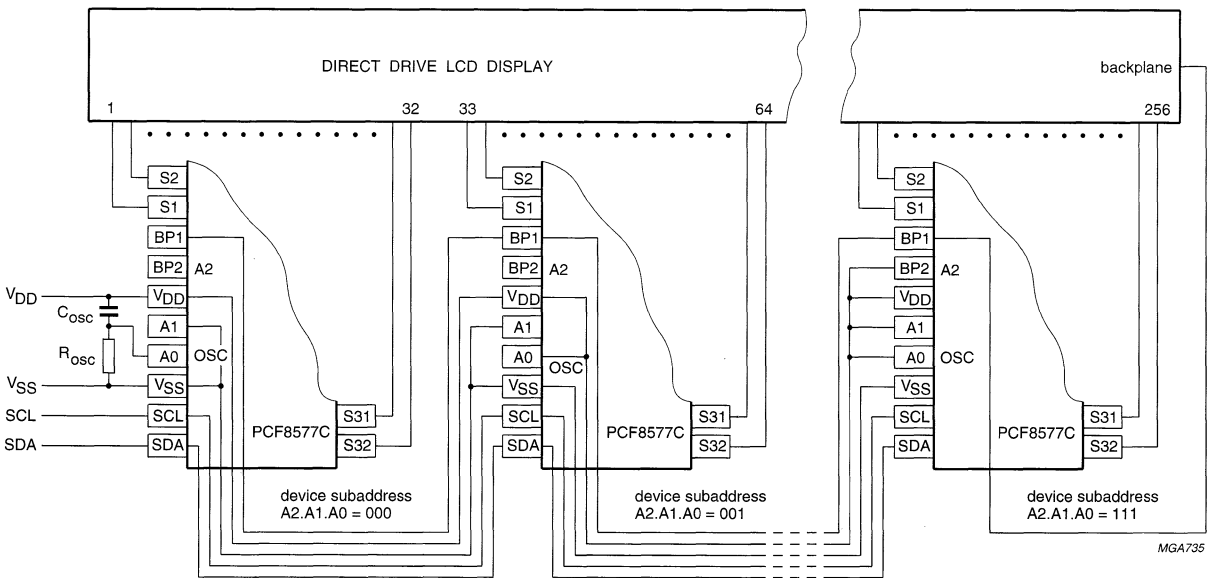 DIRECT DRIVE LCD DISPLAY
backplane
1
32
33
64
256
S2
S1
BP1
BP2 A2
VDD
A1
A0 OSC
VSS
SCL
SDA
S31
S32
PCF8577C
VDD
COSC
ROSC
VSS
SCL
SDA
device subaddress
A2.A1.A0 = 000
S2
S1
BP1
BP2 A2
VDD
A1
A0 OSC
VSS
SCL
SDA
S31
S32
PCF8577C
device subaddress
A2.A1.A0 = 001
S2
S1
BP1
BP2 A2
VDD
A1
A0 OSC
VSS
SCL
SDA
S31
S32
PCF8577C
device subaddress
A2.A1.A0 = 111
MGA735